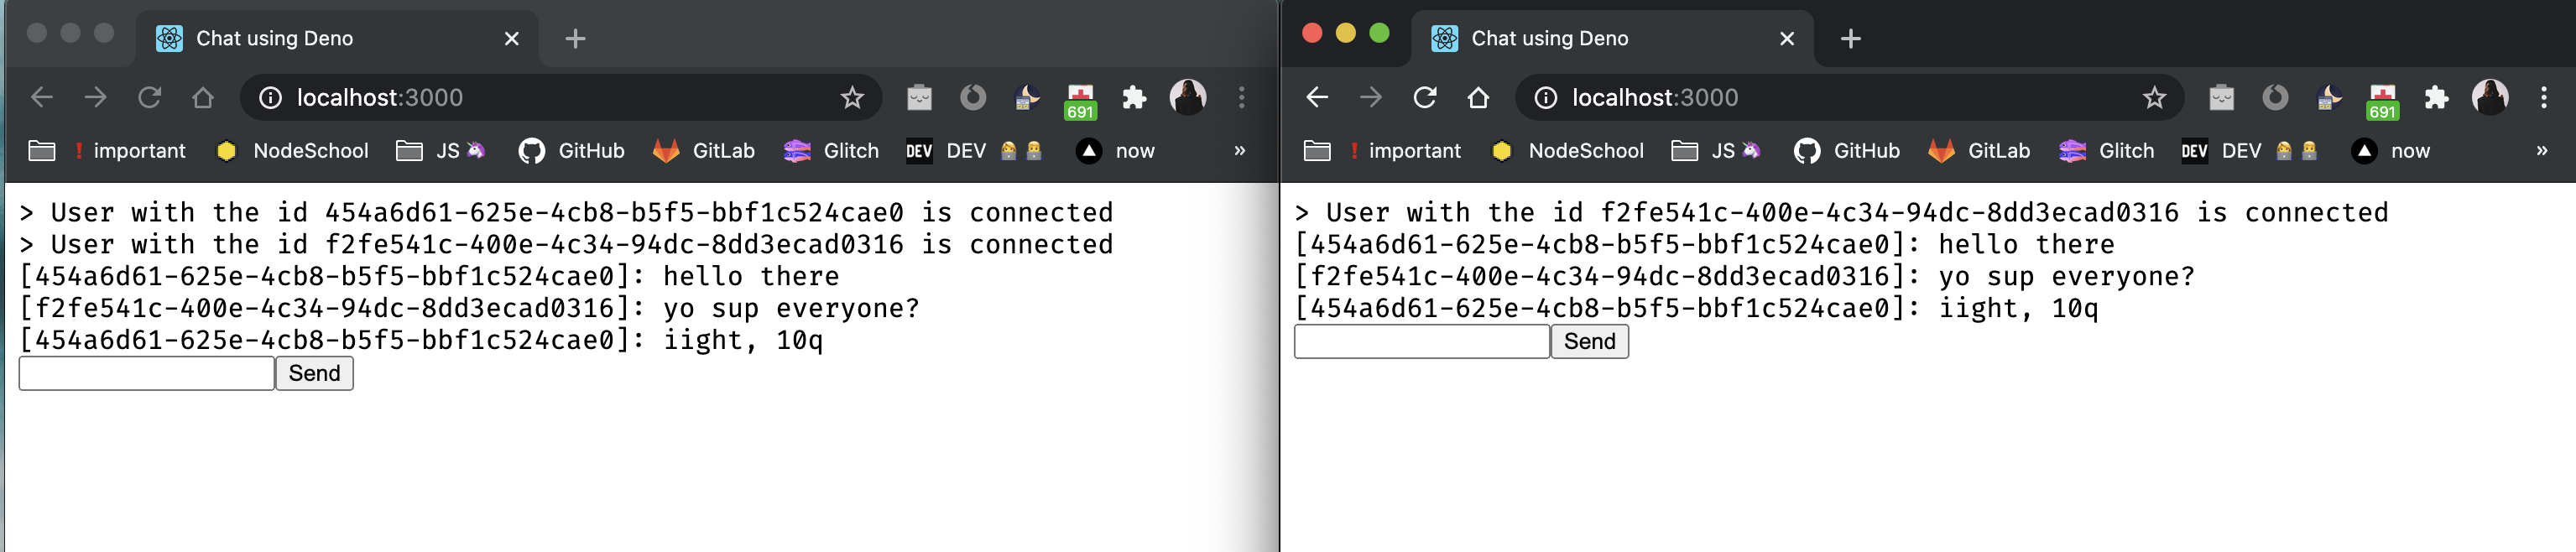 Chat using Deno
localhost:3000
691
! important NodeSchool JS GitHub GitLab Glitch DEV DEV now »
> User with the id 454a6d61-625e-4cb8-b5f5-bbf1c524cae0 is connected
> User with the id f2fe541c-400e-4c34-94dc-8dd3ecad0316 is connected
[454a6d61-625e-4cb8-b5f5-bbf1c524cae0]: hello there
[f2fe541c-400e-4c34-94dc-8dd3ecad0316]: yo sup everyone?
[454a6d61-625e-4cb8-b5f5-bbf1c524cae0]: iight, 10q
Send
Chat using Deno
localhost:3000
691
! important NodeSchool JS GitHub GitLab Glitch DEV DEV now »
> User with the id f2fe541c-400e-4c34-94dc-8dd3ecad0316 is connected
[454a6d61-625e-4cb8-b5f5-bbf1c524cae0]: hello there
[f2fe541c-400e-4c34-94dc-8dd3ecad0316]: yo sup everyone?
[454a6d61-625e-4cb8-b5f5-bbf1c524cae0]: iight, 10q
Send